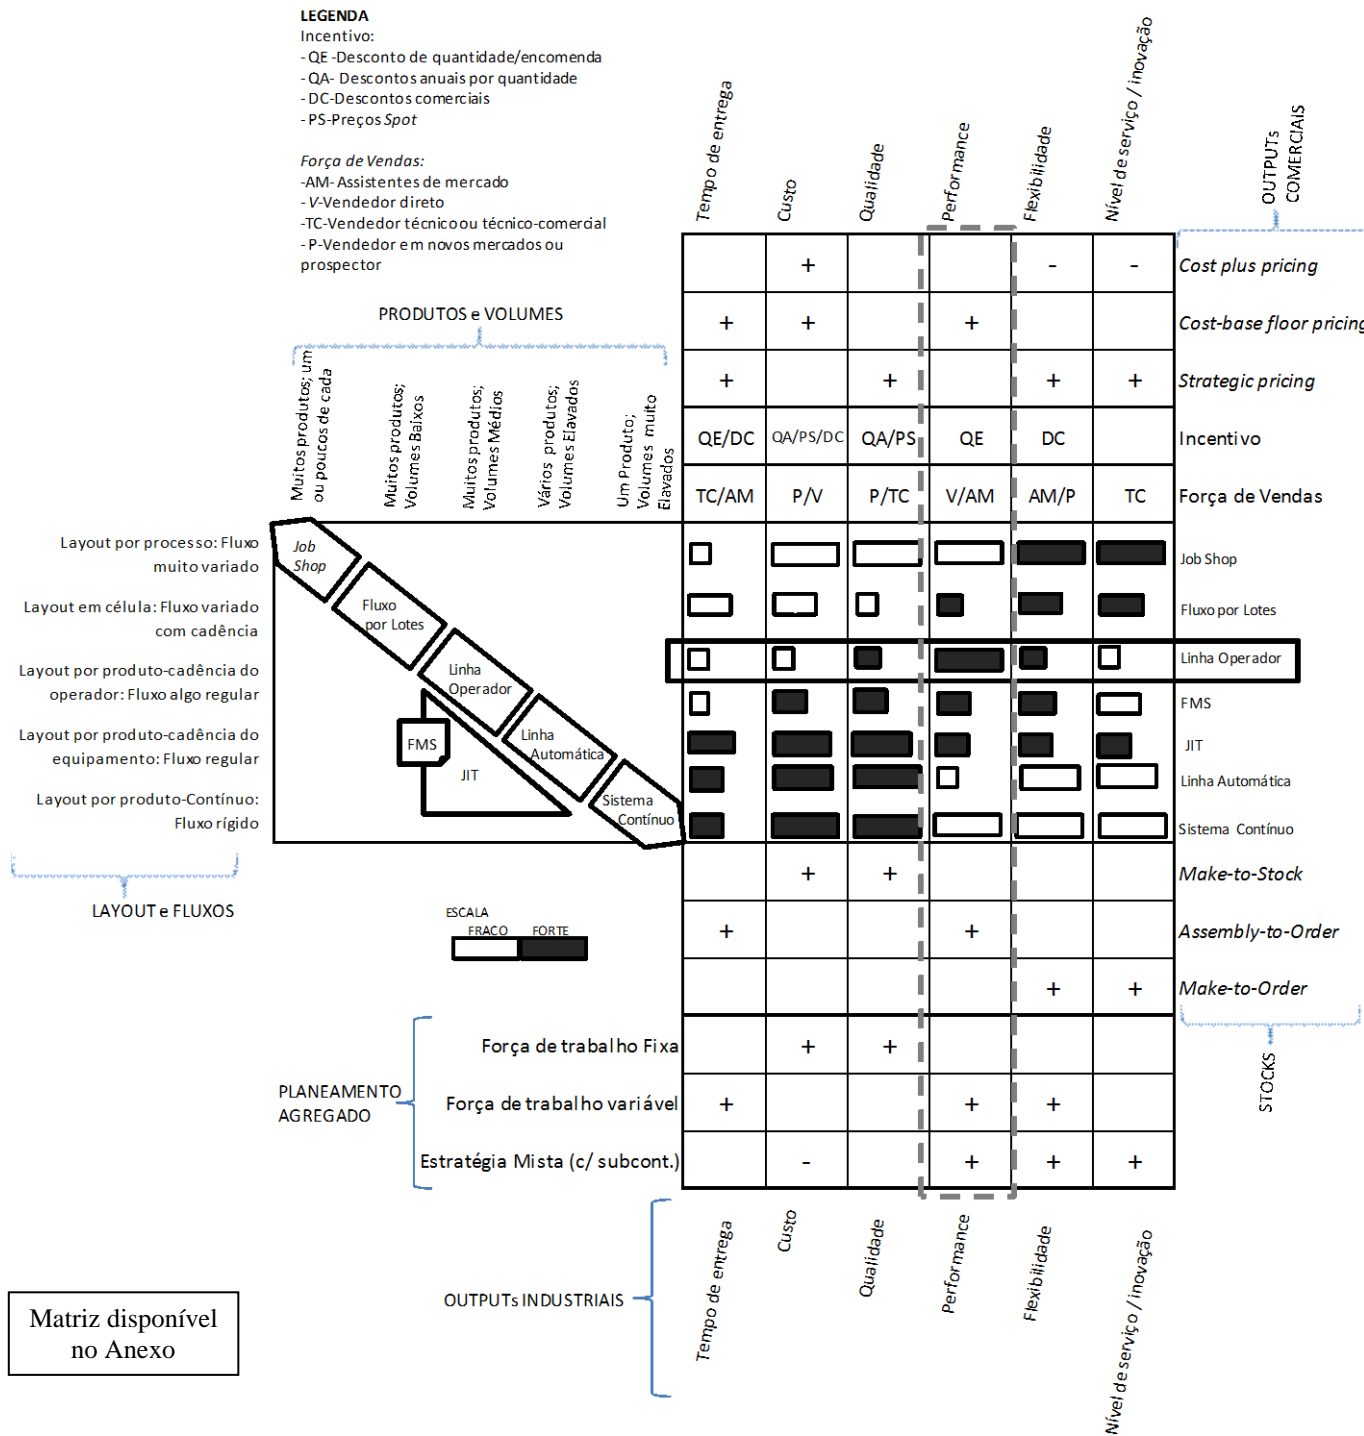 LEGENDA
Incentivo:
- QE -Desconto de quantidade/encomenda
- QA- Descontos anuais por quantidade
- DC-Descontos comerciais
- PS-Preços Spot
Força de Vendas:
-AM- Assistentes de mercado
- V-Vendedor direto
-TC-Vendedor técnico ou técnico-comercial
- P-Vendedor em novos mercados ou
prospector
Tempo de entrega
Custo
Qualidade
Performance
Flexibilidade
Nível de serviço / inovação
OUTPUTs
COMERCIAIS
+ - - Cost plus pricing
+ + + Cost-base floor pricing
+ + + + Strategic pricing
QE/DC QA/PS/DC QA/PS QE DC Incentivo
TC/AM P/V P/TC V/AM AM/P TC Força de Vendas
PRODUTOS e VOLUMES
Muitos produtos; um
ou poucos de cada
Muitos produtos;
Volumes Baixos
Muitos produtos;
Volumes Médios
Vários produtos;
Volumes Elavados
Um Produto;
Volumes muito
Elavados
Layout por processo: Fluxo
muito variado
Layout em célula: Fluxo variado
com cadência
Layout por produto-cadência do
operador: Fluxo algo regular
Layout por produto-cadência do
equipamento: Fluxo regular
Layout por produto-Contínuo:
Fluxo rígido
LAYOUT e FLUXOS
Job
Shop
Fluxo
por Lotes
Linha
Operador
FMS
JIT
Linha
Automática
Sistema
Contínuo
Job Shop
Fluxo por Lotes
Linha Operador
FMS
JIT
Linha Automática
Sistema Contínuo
ESCALA
FRACO FORTE
+ + Make-to-Stock
+ + Assembly-to-Order
+ + Make-to-Order
STOCKS
PLANEAMENTO
AGREGADO
Força de trabalho Fixa + +
Força de trabalho variável + + +
Estratégia Mista (c/ subcont.) - + + +
OUTPUTs INDUSTRIAIS
Tempo de entrega
Custo
Qualidade
Performance
Flexibilidade
Nível de serviço / inovação
Matriz disponível
no Anexo